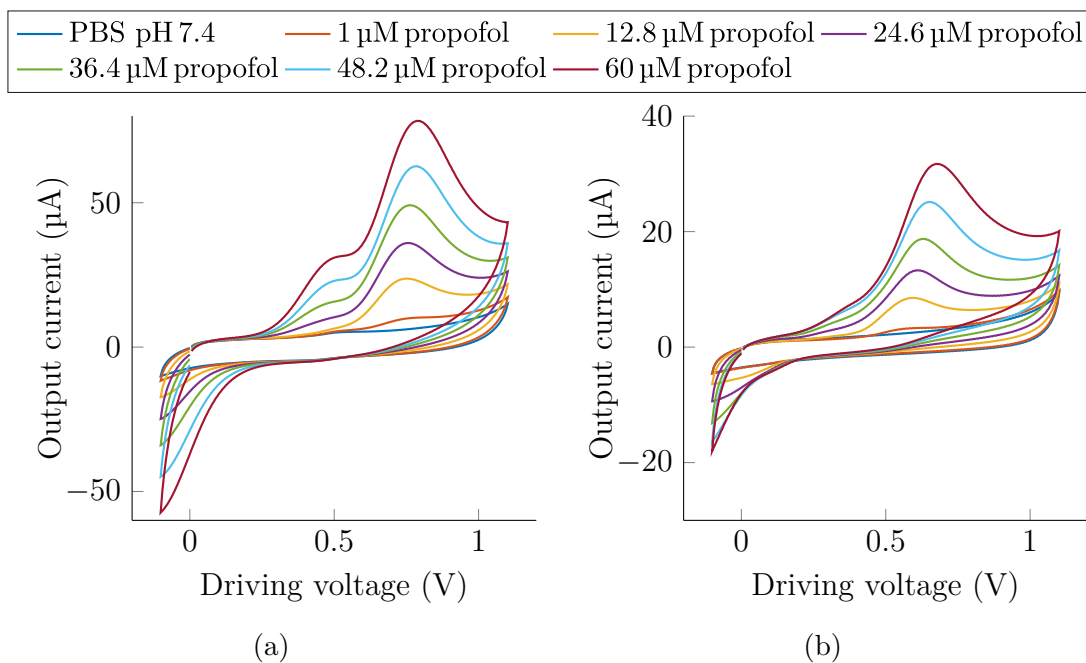 PBS pH 7.4 1 µM propofol 12.8 µM propofol 24.6 µM propofol
36.4 µM propofol 48.2 µM propofol 60 µM propofol
50
0
−50
Output current (µA)
0 0.5 1
Driving voltage (V)
(a)
40
20
0
−20
Output current (µA)
0 0.5 1
Driving voltage (V)
(b)